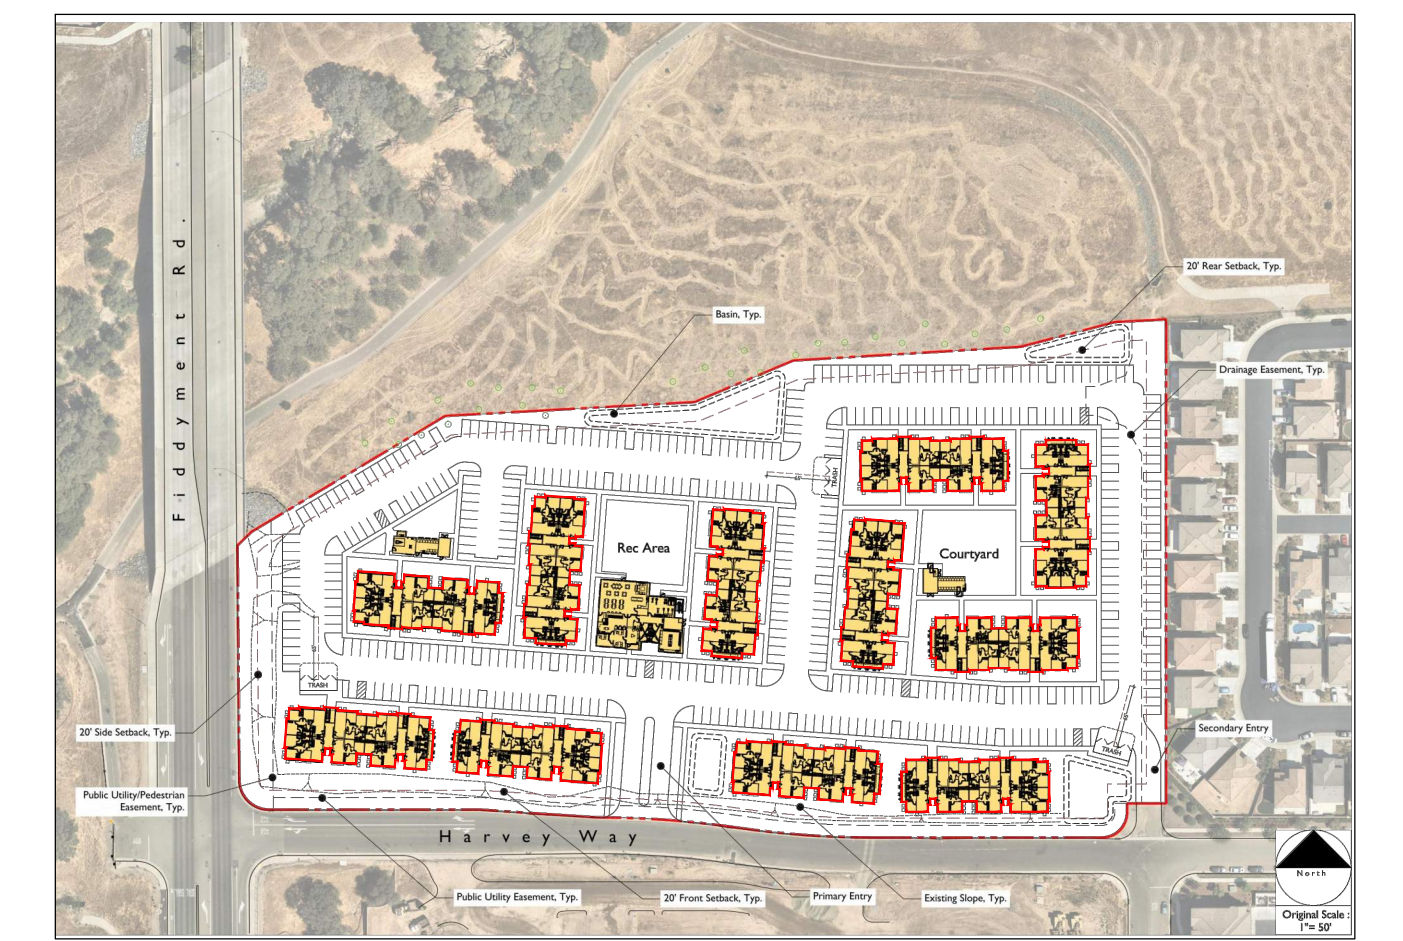 Fiddyment Rd.
20' Rear Setback, Typ.
Basin, Typ.
Drainage Easement, Typ.
TRASH
Rec Area
Courtyard
TRASH
20' Side Setback, Typ.
Secondary Entry
TRASH
Public Utility/Pedestrian
Easement, Typ.
Harvey Way
North
Public Utility Easement, Typ.
20' Front Setback, Typ.
Primary Entry
Existing Slope, Typ.
Original Scale :
1"= 50'